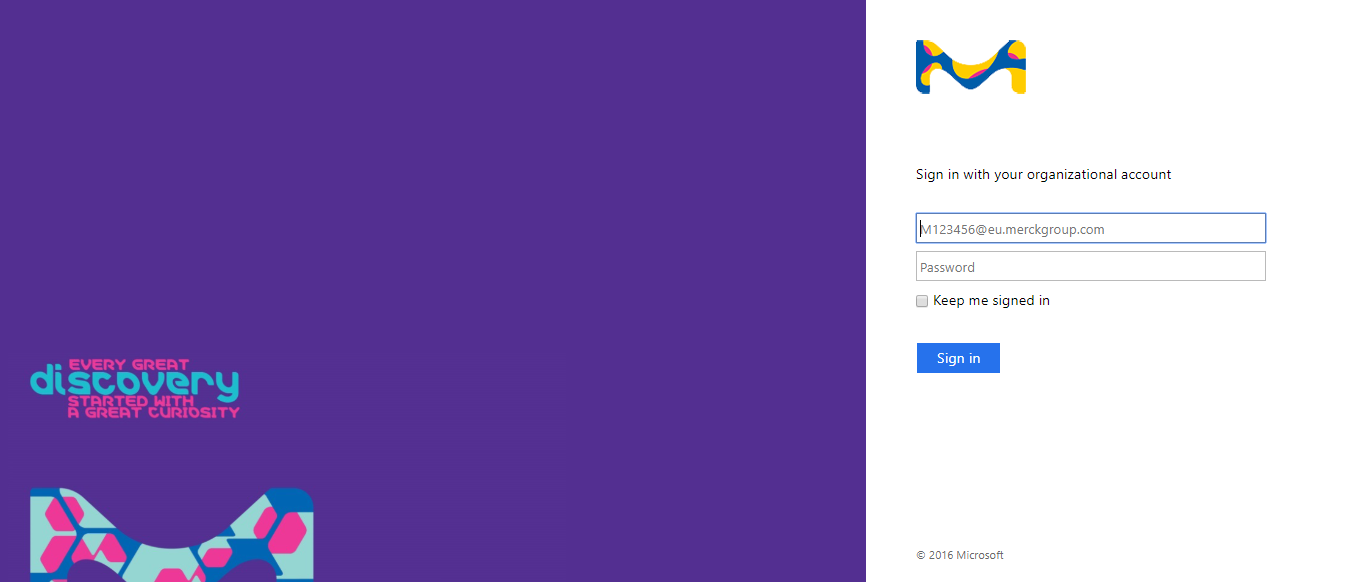 EVERY GREAT
discovery
STARTED WITH
A GREAT CURIOSITY
Sign in with your organizational account
M123456@eu.merckgroup.com
Password
Keep me signed in
Sign in
© 2016 Microsoft